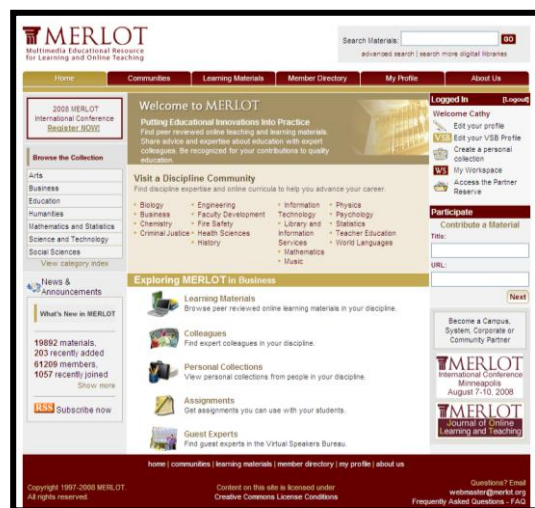 MERLOT
Multimedia Educational Resource
for Learning and Online Teaching
Search Materials:
GO
advanced search | search more digital libraries
Home
Communities
Learning Materials
Member Directory
My Profile
About Us
2008 MERLOT
International Conference
Register NOW!
Browse the Collection
Arts
Business
Education
Humanities
Mathematics and Statistics
Science and Technology
Social Sciences
View category index
News &
Announcements
What's New in MERLOT
19892 materials,
203 recently added
61209 members,
1057 recently joined
Show more
RSS Subscribe now
Welcome to MERLOT
Putting Educational Innovations Into
Practice
Find peer reviewed online teaching and learning materials.
Share advice and expertise about education with expert
colleagues. Be recognized for your contributions to quality
education.
Visit a Discipline Community
Find discipline expertise and online curricula to help you advance your career.
Biology
Business
Chemistry
Criminal Justice
Engineering
Faculty Development
Fire Safety
Health Sciences
History
Information
Technology
Library and
Information
Services
Mathematics
Music
Physics
Psychology
Statistics
Teacher Education
World Languages
Exploring MERLOT in Business
Learning Materials
Browse peer reviewed online learning materials in your discipline.
Colleagues
Find expert colleagues in your discipline.
Personal Collections
View personal collections from people in your discipline.
Assignments
Get assignments you can use with your students.
Guest Experts
Find guest experts in the Virtual Speakers Bureau.
Logged In [Logout]
Welcome Cathy
Edit your profile
VSB Edit your VSB Profile
Create a personal
collection
WS My Workspace
Access the Partner
Reserve
Participate
Contribute a Material
Title:
URL:
Next
Become a Campus,
System, Corporate or
Community Partner
MERLOT
International Conference
Minneapolis
August 7-10, 2008
MERLOT
Journal of Online
Learning and Teaching
home | communities | learning materials | member directory | my profile | about us
Copyright 1997-2008 MERLOT.
All rights reserved.
Content on this site is licensed under
Creative Commons License Conditions
Questions? Email
webmaster@merlot.org
Frequently Asked Questions - FAQ